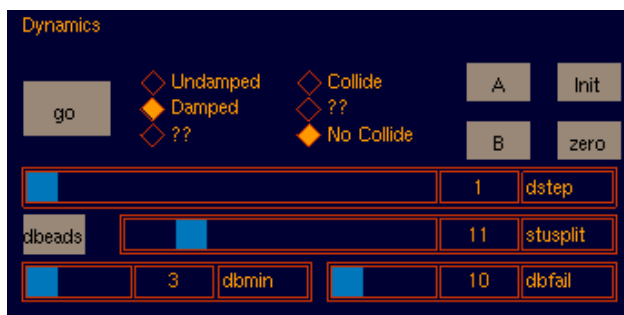 Dynamics
go
Undamped
Damped
??
Collide
??
No Collide
A
Init
B
zero
1 dstep
dbeads 11 stusplit
3 dbmin 10 dbfail